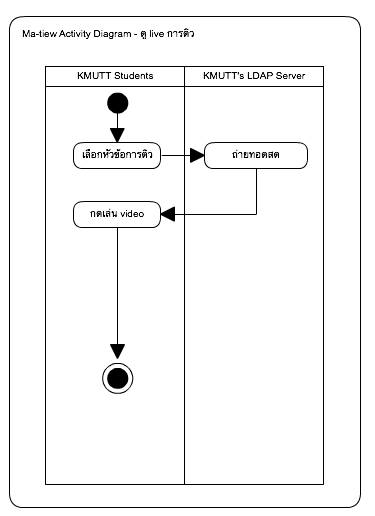 Ma-tiew Activity Diagram - ดู live การติว
KMUTT Students
KMUTT's LDAP Server
เลือกหัวข้อการติว
ถ่ายทอดสด
กดเล่น video